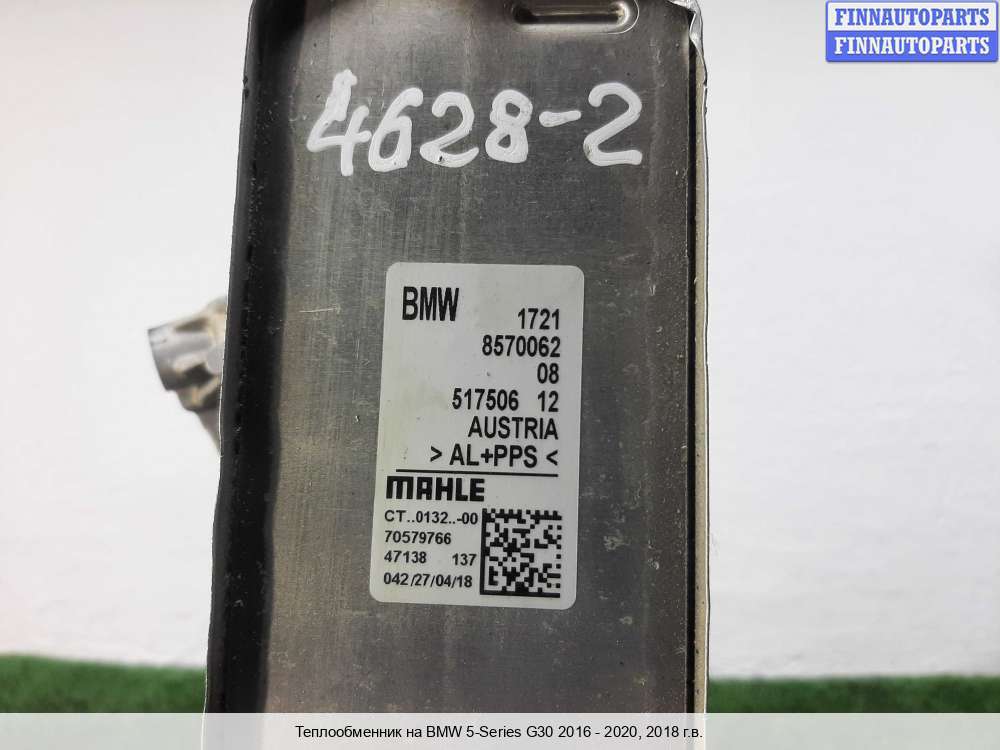 FINNAUTOPARTS
FINNAUTOPARTS
4628-2
BMW 1721
8570062
08
517506 12
AUSTRIA
> AL+PPS <
MAHLE
CT..0132..-00
70579766
47138 137
042/27/04/18
Теплообменник на BMW 5-Series G30 2016 - 2020, 2018 г.в.